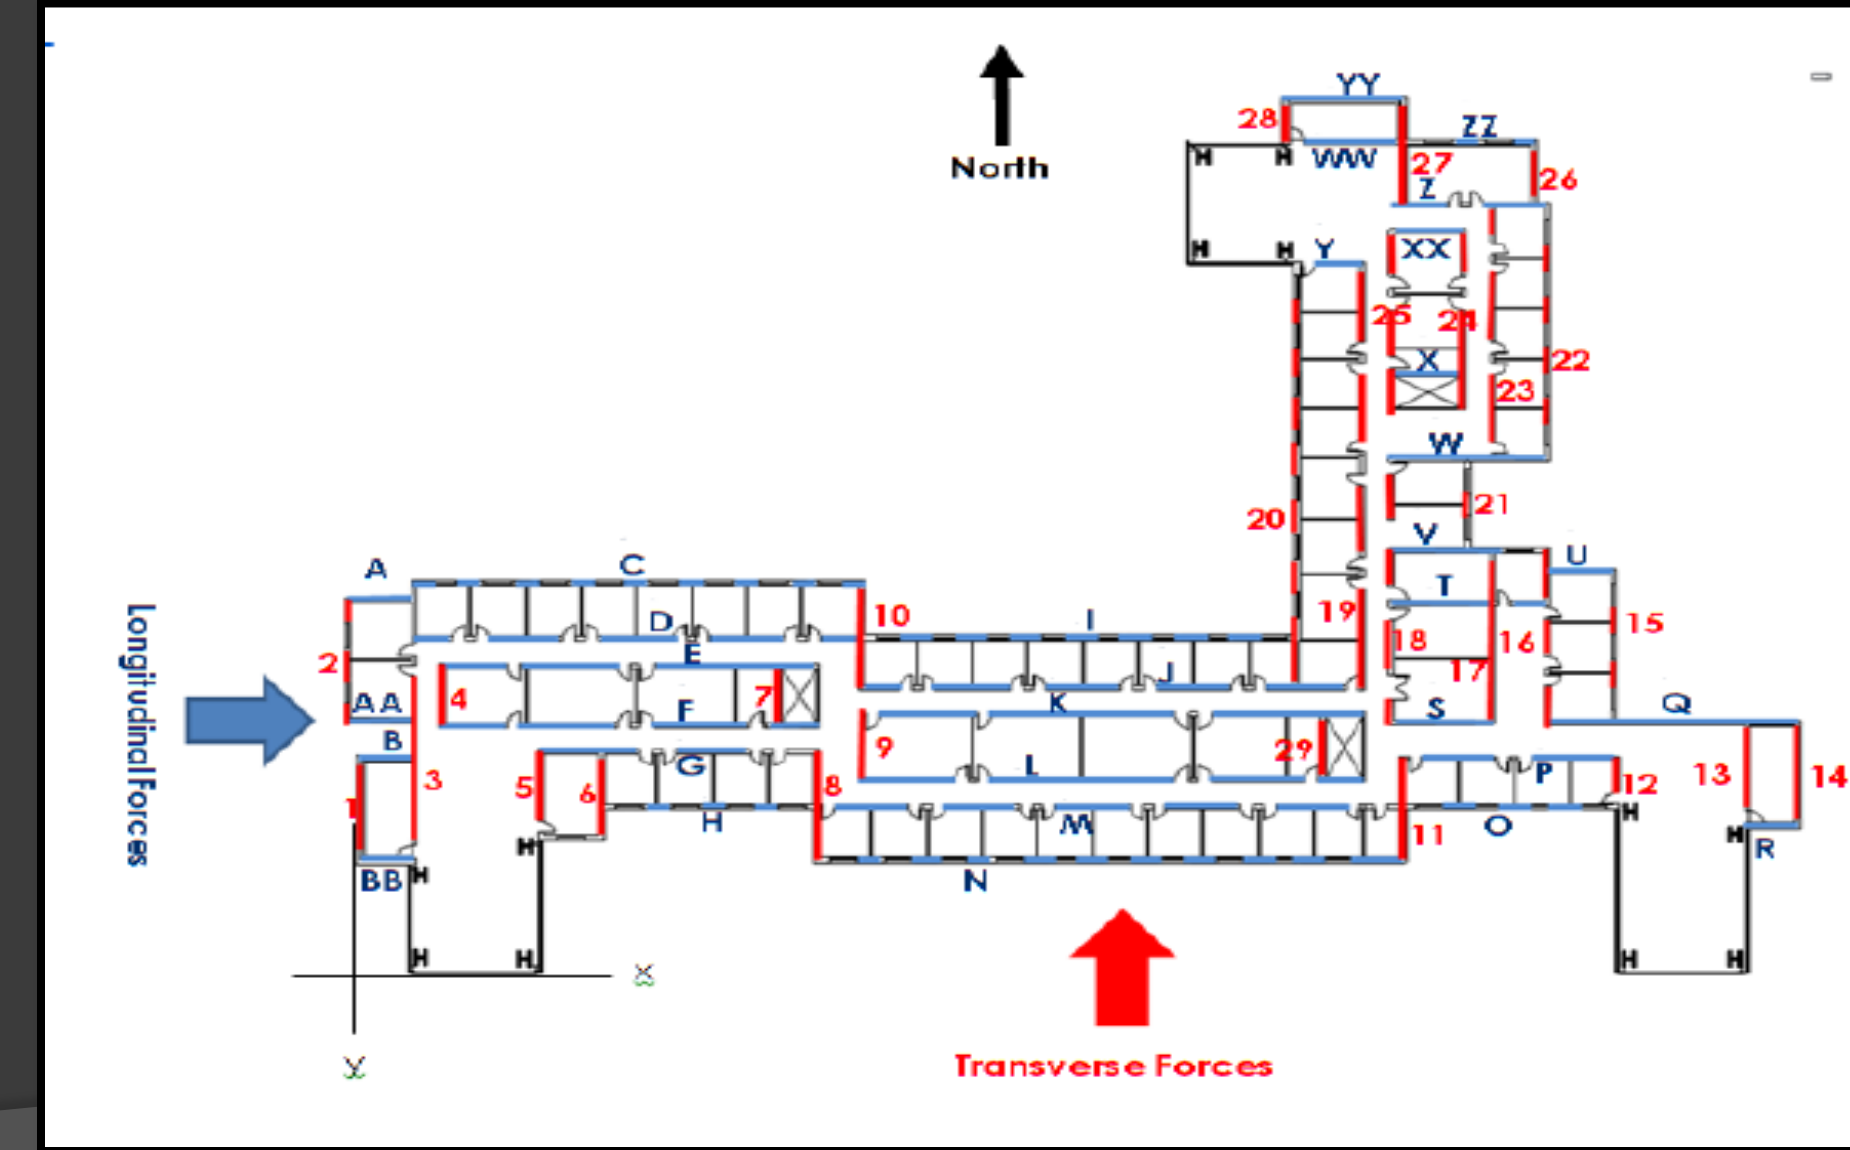 YY
28
ZZ
North
H
H
WW
27
26
Z
H
H
Y
XX
25
24
X
22
23
W
20
21
V
A
C
U
T
Longitudinal Forces
D
10
I
19
18
16
15
2
E
J
17
4
7
AA
F
K
S
Q
B
9
29
3
5
6
G
8
L
P
12
13
14
1
H
M
11
O
H
H
H
R
BB
H
N
H
H
H
H
X
Y
Transverse Forces